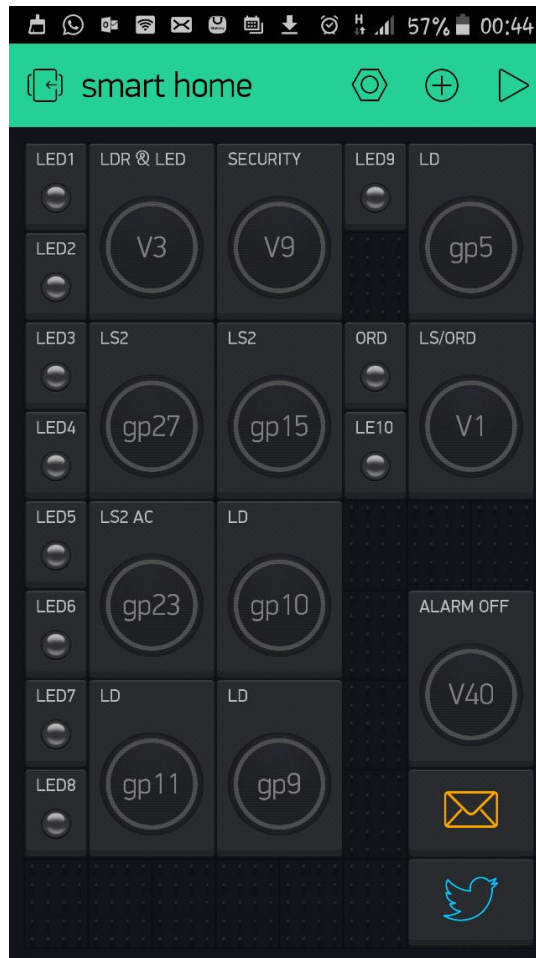 57% 00:44
smart home
LED1 LDR & LED SECURITY LED9 LD
V3 V9 gp5
LED2
LED3 LS2 LS2 ORD LS/ORD
gp27 gp15 V1
LED4 LE10
LED5 LS2 AC LD
gp23 gp10
LED6 ALARM OFF
LED7 LD LD
V40
gp11 gp9
LED8